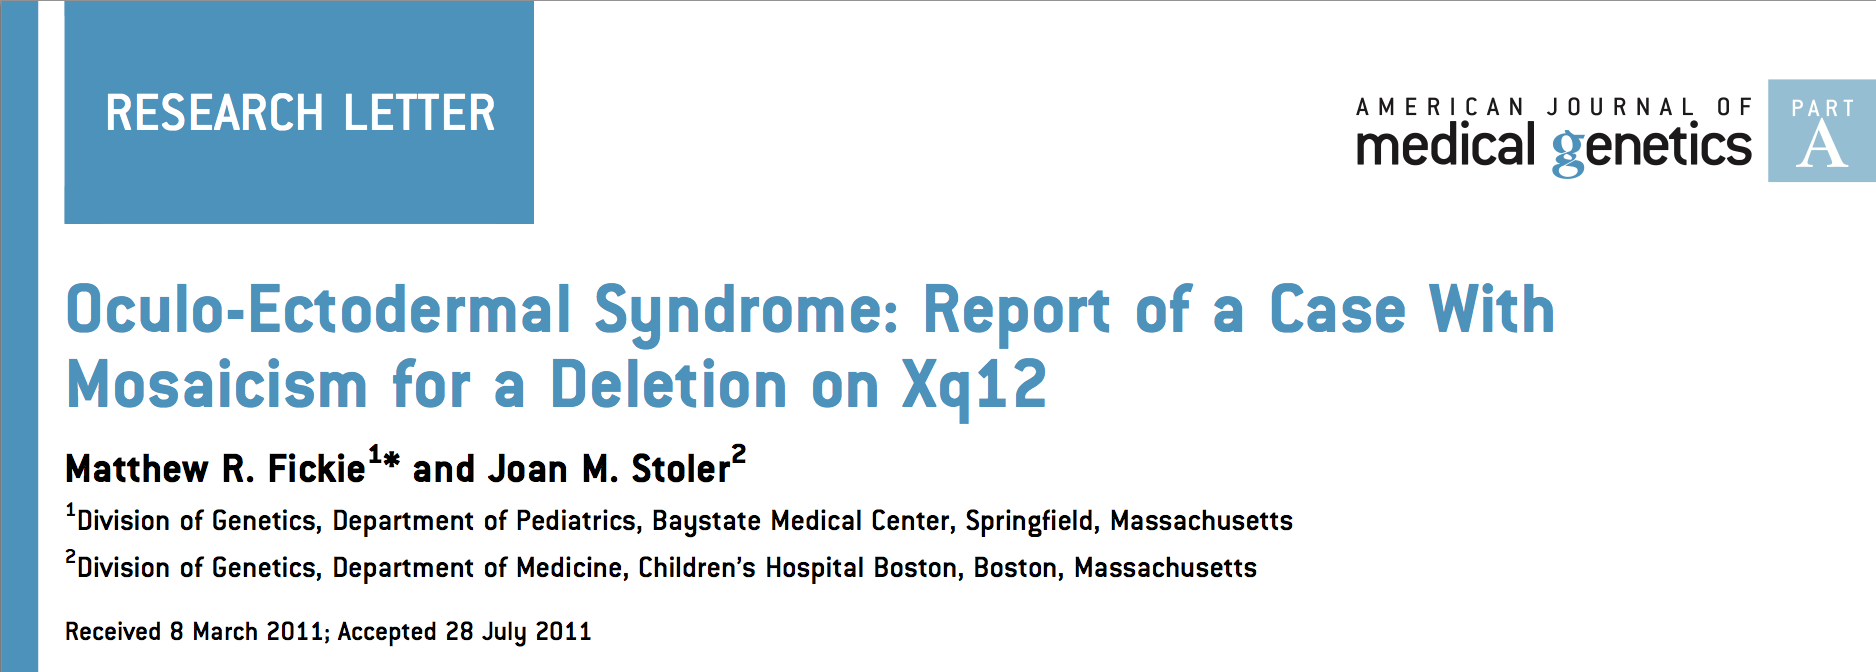 RESEARCH LETTER
AMERICAN JOURNAL OF
medical genetics
PART
A
Oculo-Ectodermal Syndrome: Report of a Case With
Mosaicism for a Deletion on Xq12
Matthew R. Fickie1* and Joan M. Stoler2
1Division of Genetics, Department of Pediatrics, Baystate Medical Center, Springfield, Massachusetts
2Division of Genetics, Department of Medicine, Children's Hospital Boston, Boston, Massachusetts
Received 8 March 2011; Accepted 28 July 2011